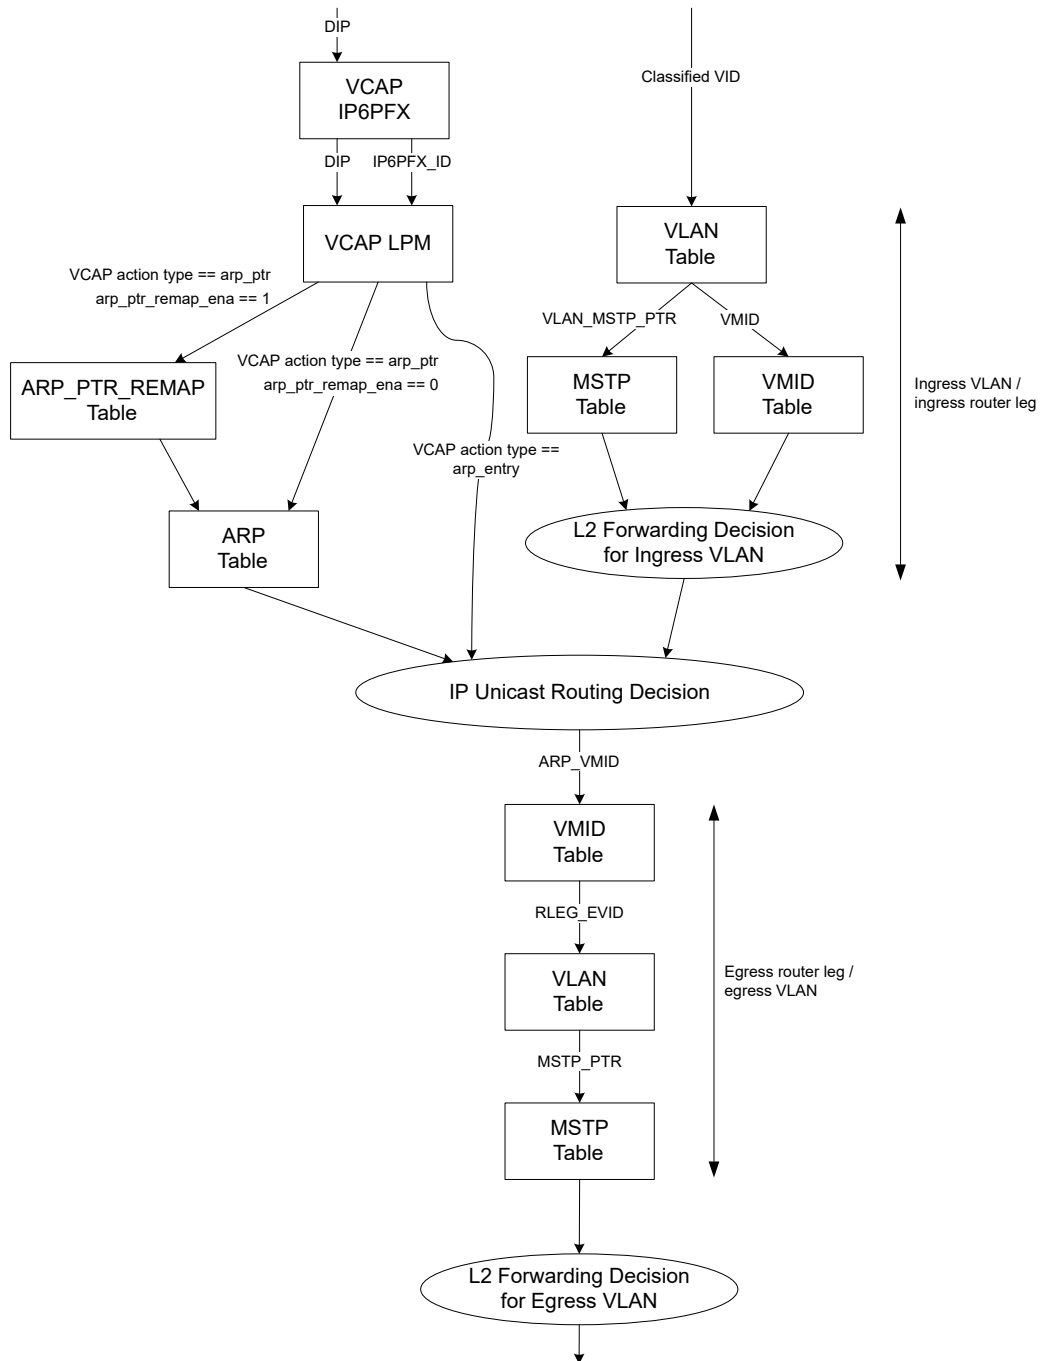 DIP
Classified VID
VCAP
IP6PFX
DIP
IP6PFX_ID
VCAP LPM
VLAN
Table
VCAP action type == arp_ptr
arp_ptr_remap_ena == 1
VLAN_MSTP_PTR
VMID
VCAP action type == arp_ptr
arp_ptr_remap_ena == 0
ARP_PTR_REMAP
Table
MSTP
Table
VMID
Table
Ingress VLAN /
ingress router leg
VCAP action type ==
arp_entry
ARP
Table
L2 Forwarding Decision
for Ingress VLAN
IP Unicast Routing Decision
ARP_VMID
VMID
Table
RLEG_EVID
VLAN
Table
Egress router leg /
egress VLAN
MSTP_PTR
MSTP
Table
L2 Forwarding Decision
for Egress VLAN